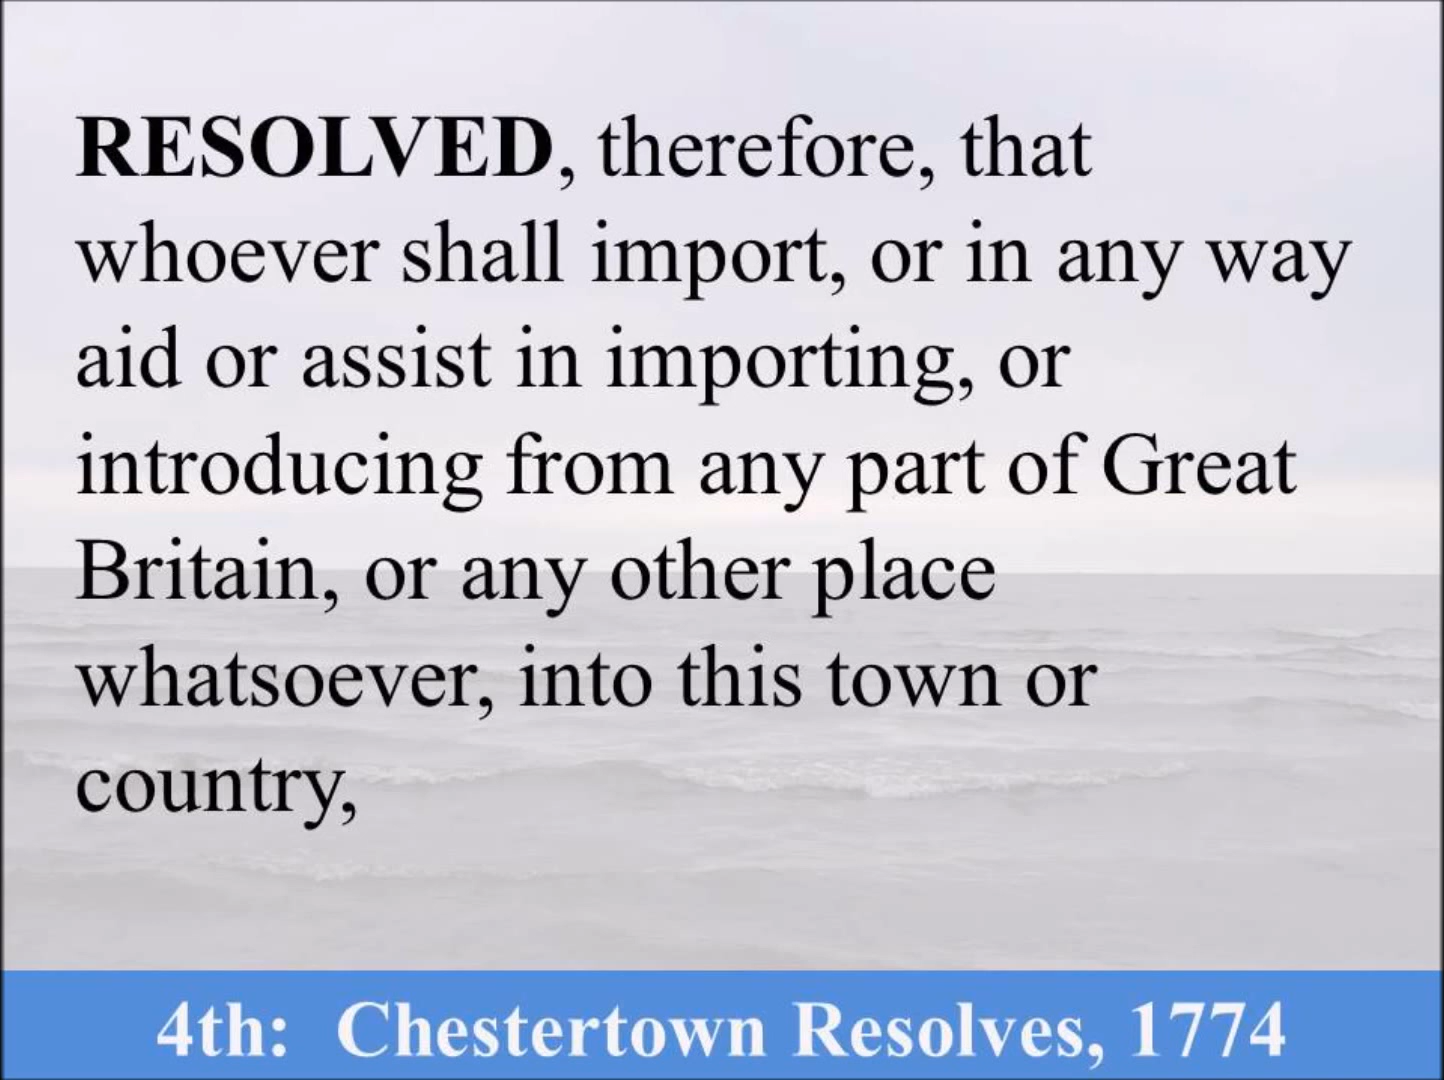 RESOLVED, therefore, that
whoever shall import, or in any way
aid or assist in importing, or
introducing from any part of Great
Britain, or any other place
whatsoever, into this town or
country,
4th: Chestertown Resolves, 1774